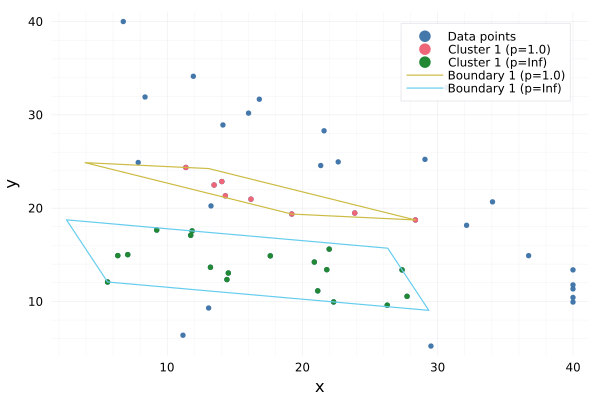 40
30
20
10
y
10
20
30
40
x
Data points
Cluster 1 (p=1.0)
Cluster 1 (p=Inf)
Boundary 1 (p=1.0)
Boundary 1 (p=Inf)